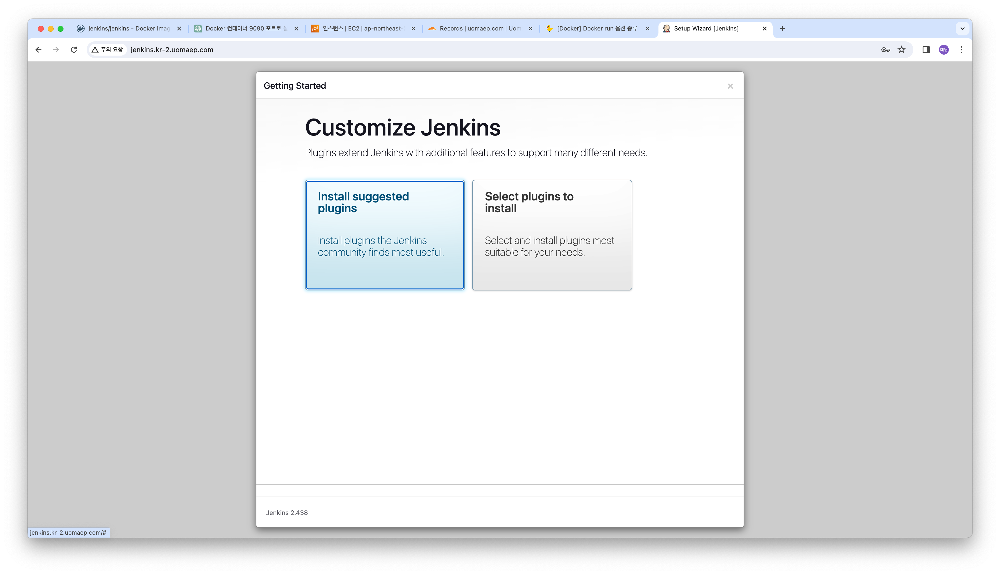 jenkins/jenkins - Docker Imag
Docker 컨테이너 9090 포트로 실
인스턴스 | EC2 | ap-northeast-2
Records | uomaep.com | Uom
[Docker] Docker run 옵션 종류
Setup Wizard [Jenkins]
주의 요함
jenkins.kr-2.uomaep.com
대원
Getting Started
Customize Jenkins
Plugins extend Jenkins with additional features to support many different needs.
Install suggested
plugins
Install plugins the Jenkins
community finds most useful.
Select plugins to
install
Select and install plugins most
suitable for your needs.
Jenkins 2.438
jenkins.kr-2.uomaep.com/#